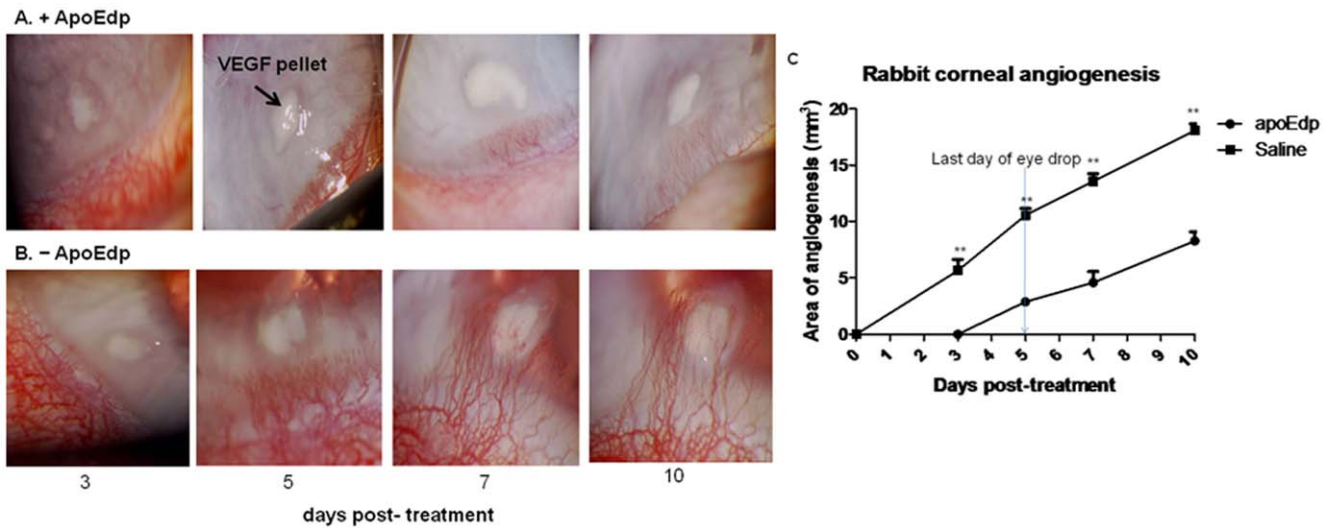 A. + ApoEdp
VEGF pellet
B. – ApoEdp
3
5
7
10
days post- treatment
C
Rabbit corneal angiogenesis
Area of angiogenesis (mm³)
20
15
10
5
0
Last day of eye drop
**
**
**
**
0
1
2
3
4
5
6
7
8
9
10
Days post-treatment
apoEdp
Saline